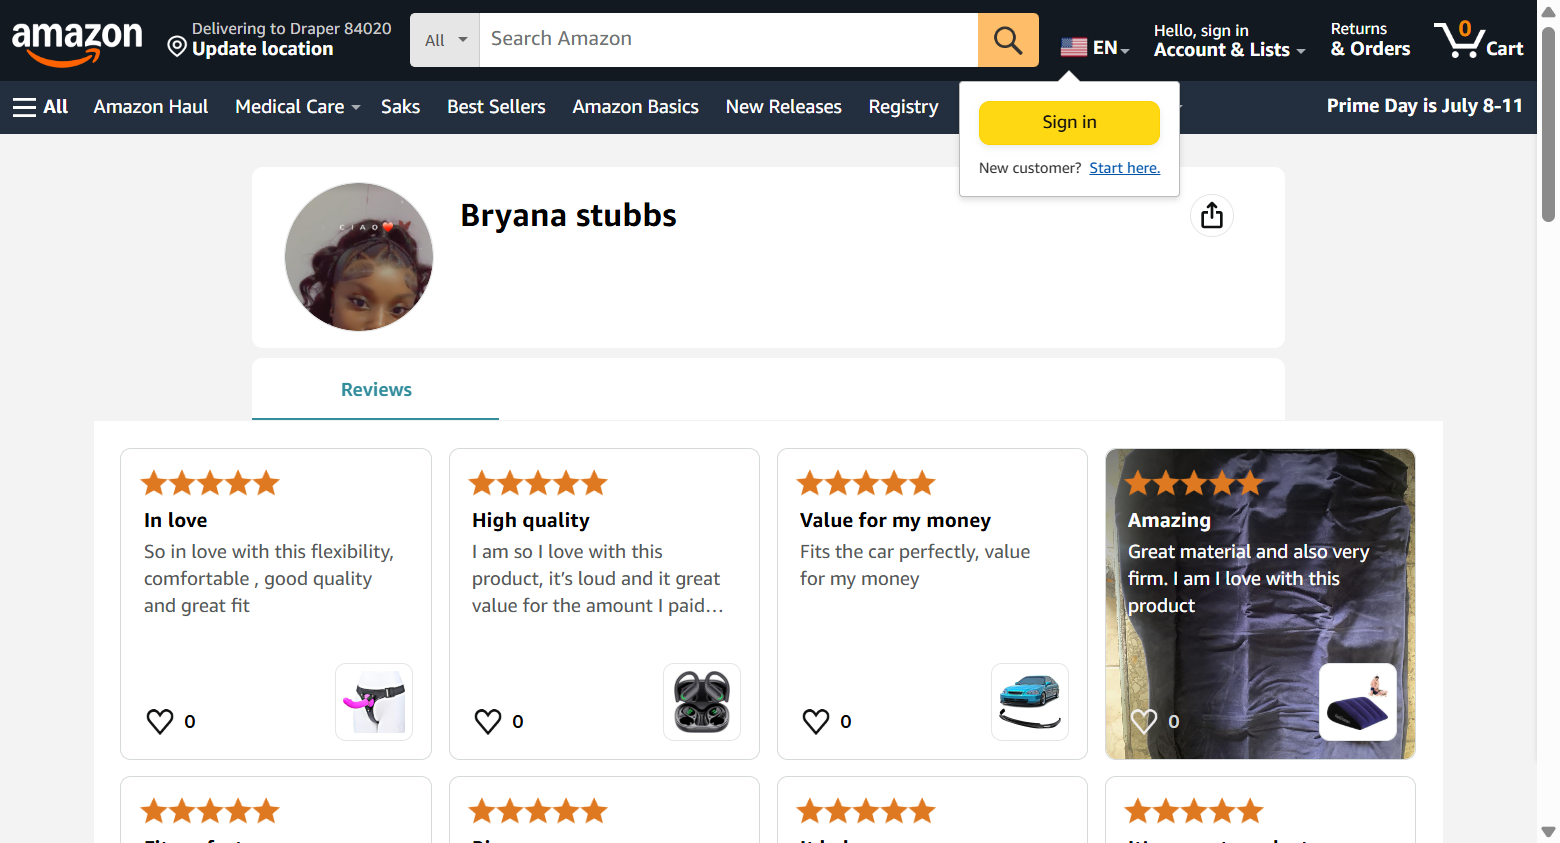 amazon
Delivering to Draper 84020
Update location
All
Search Amazon
EN
Hello, sign in
Account & Lists
Returns
& Orders
0
Cart
All
Amazon Haul
Medical Care
Saks
Best Sellers
Amazon Basics
New Releases
Registry
Prime Day is July 8-11
Sign in
New customer? Start here.
CIAO
Bryana stubbs
Reviews
In love
So in love with this flexibility,
comfortable , good quality
and great fit
0
High quality
I am so I love with this
product, it’s loud and it great
value for the amount I paid…
0
Value for my money
Fits the car perfectly, value
for my money
0
Amazing
Great material and also very
firm. I am I love with this
product
0